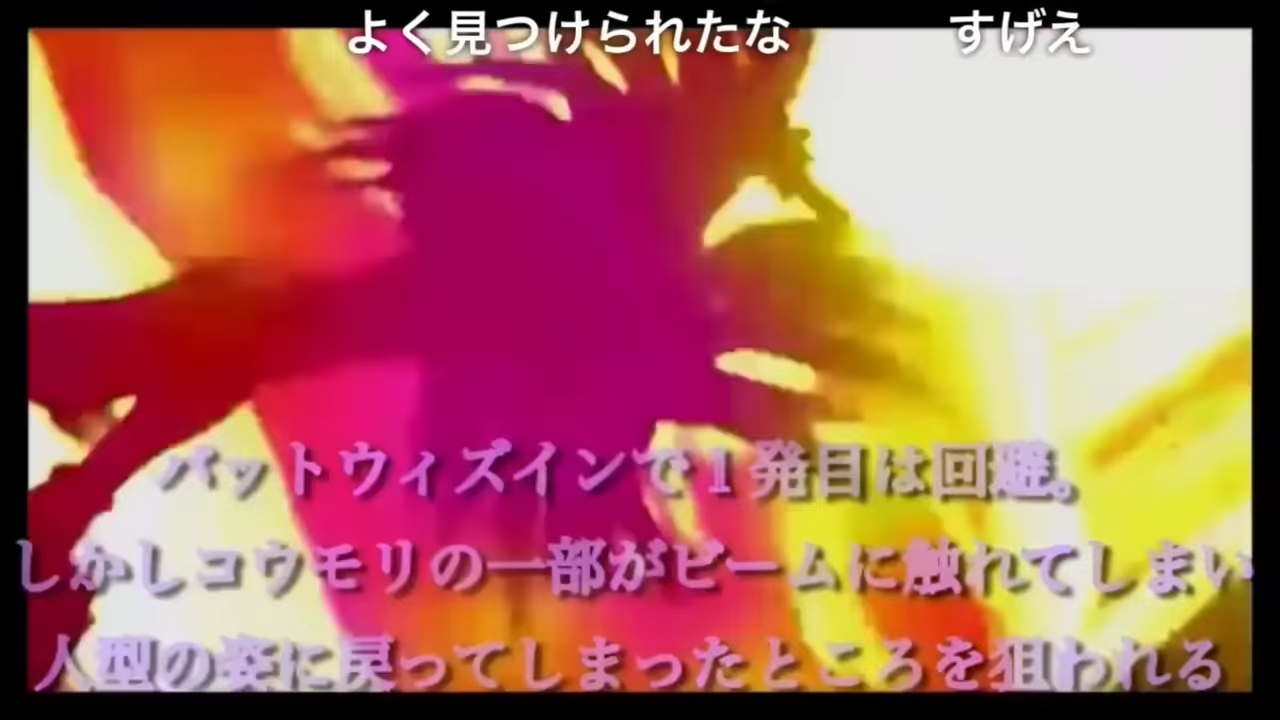 よく見つけられたな
すげえ
バットウィズインで１発目は回避。
しかしコウモリの一部がビームに触れてしまい
人型の姿に戻ってしまったところを狙われる